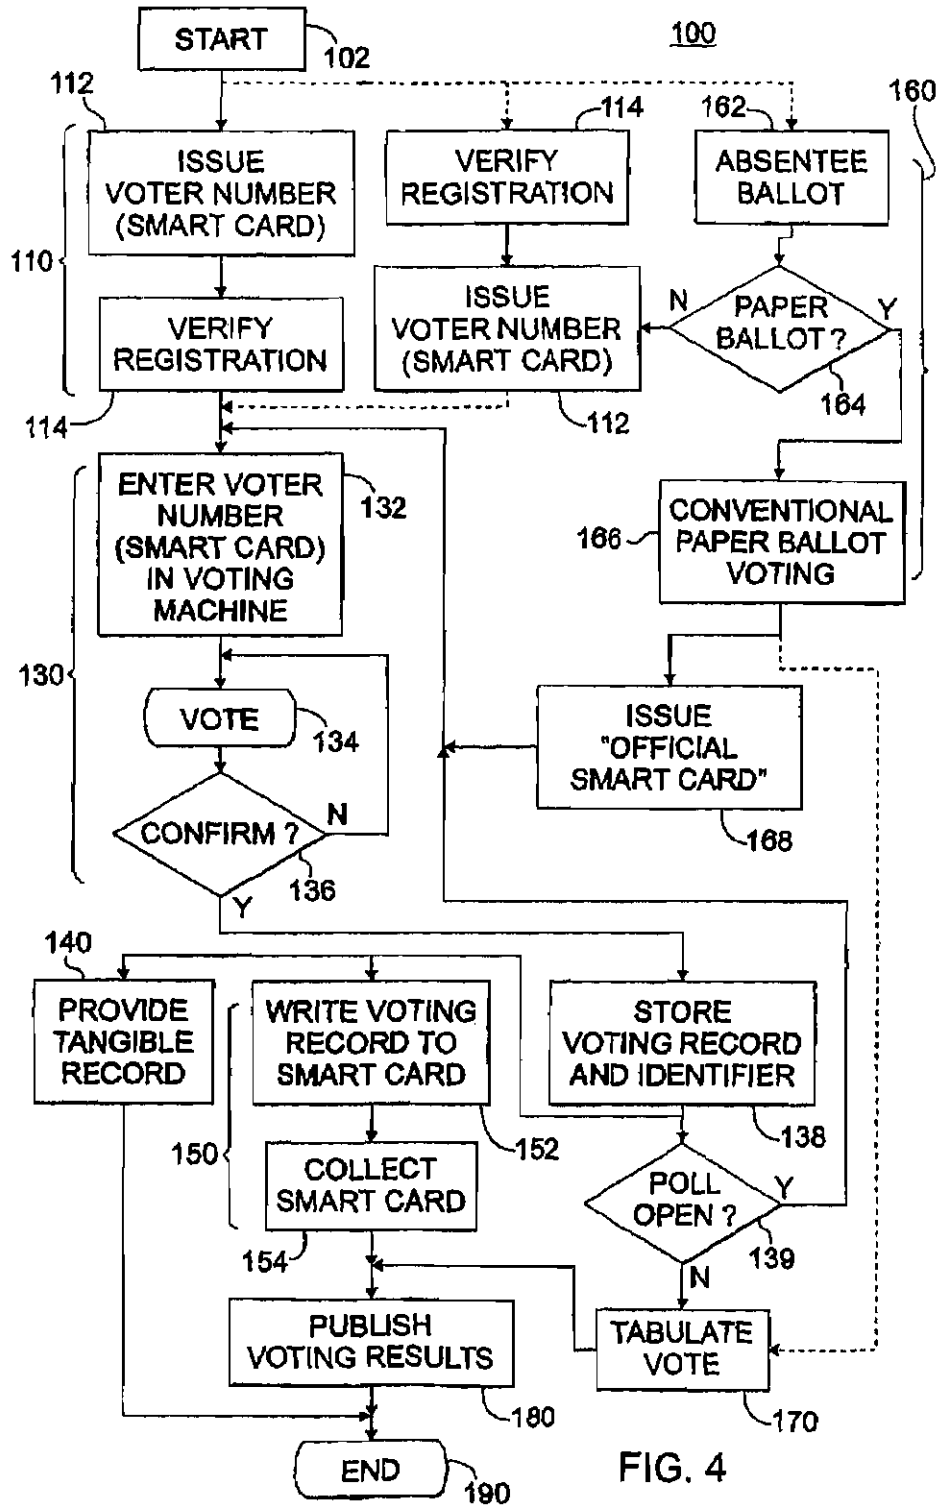 START
102
100
112
ISSUE
VOTER NUMBER
(SMART CARD)
110
VERIFY
REGISTRATION
114
114
VERIFY
REGISTRATION
ISSUE
VOTER NUMBER
(SMART CARD)
112
162
160
ABSENTEE
BALLOT
N
PAPER
BALLOT ?
Y
164
ENTER VOTER
NUMBER
(SMART CARD)
IN VOTING
MACHINE
132
166
CONVENTIONAL
PAPER BALLOT
VOTING
130
VOTE
134
ISSUE
"OFFICIAL
SMART CARD"
168
CONFIRM ?
N
136
Y
140
PROVIDE
TANGIBLE
RECORD
WRITE VOTING
RECORD TO
SMART CARD
152
STORE
VOTING RECORD
AND IDENTIFIER
138
150
COLLECT
SMART CARD
154
POLL
OPEN ?
Y
139
N
PUBLISH
VOTING RESULTS
180
TABULATE
VOTE
170
END
190
FIG. 4